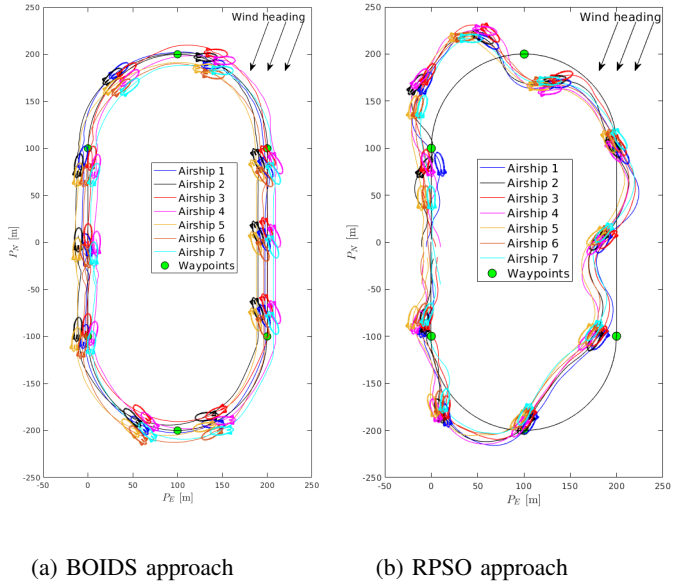 Wind heading
250
200
150
100
50
0
-50
-100
-150
-200
-250
P_N [m]
-50 0 50 100 150 200 250
P_E [m]
Airship 1
Airship 2
Airship 3
Airship 4
Airship 5
Airship 6
Airship 7
Waypoints
(a) BOIDS approach
Wind heading
250
200
150
100
50
0
-50
-100
-150
-200
-250
P_N [m]
-50 0 50 100 150 200 250
P_E [m]
Airship 1
Airship 2
Airship 3
Airship 4
Airship 5
Airship 6
Airship 7
Waypoints
(b) RPSO approach